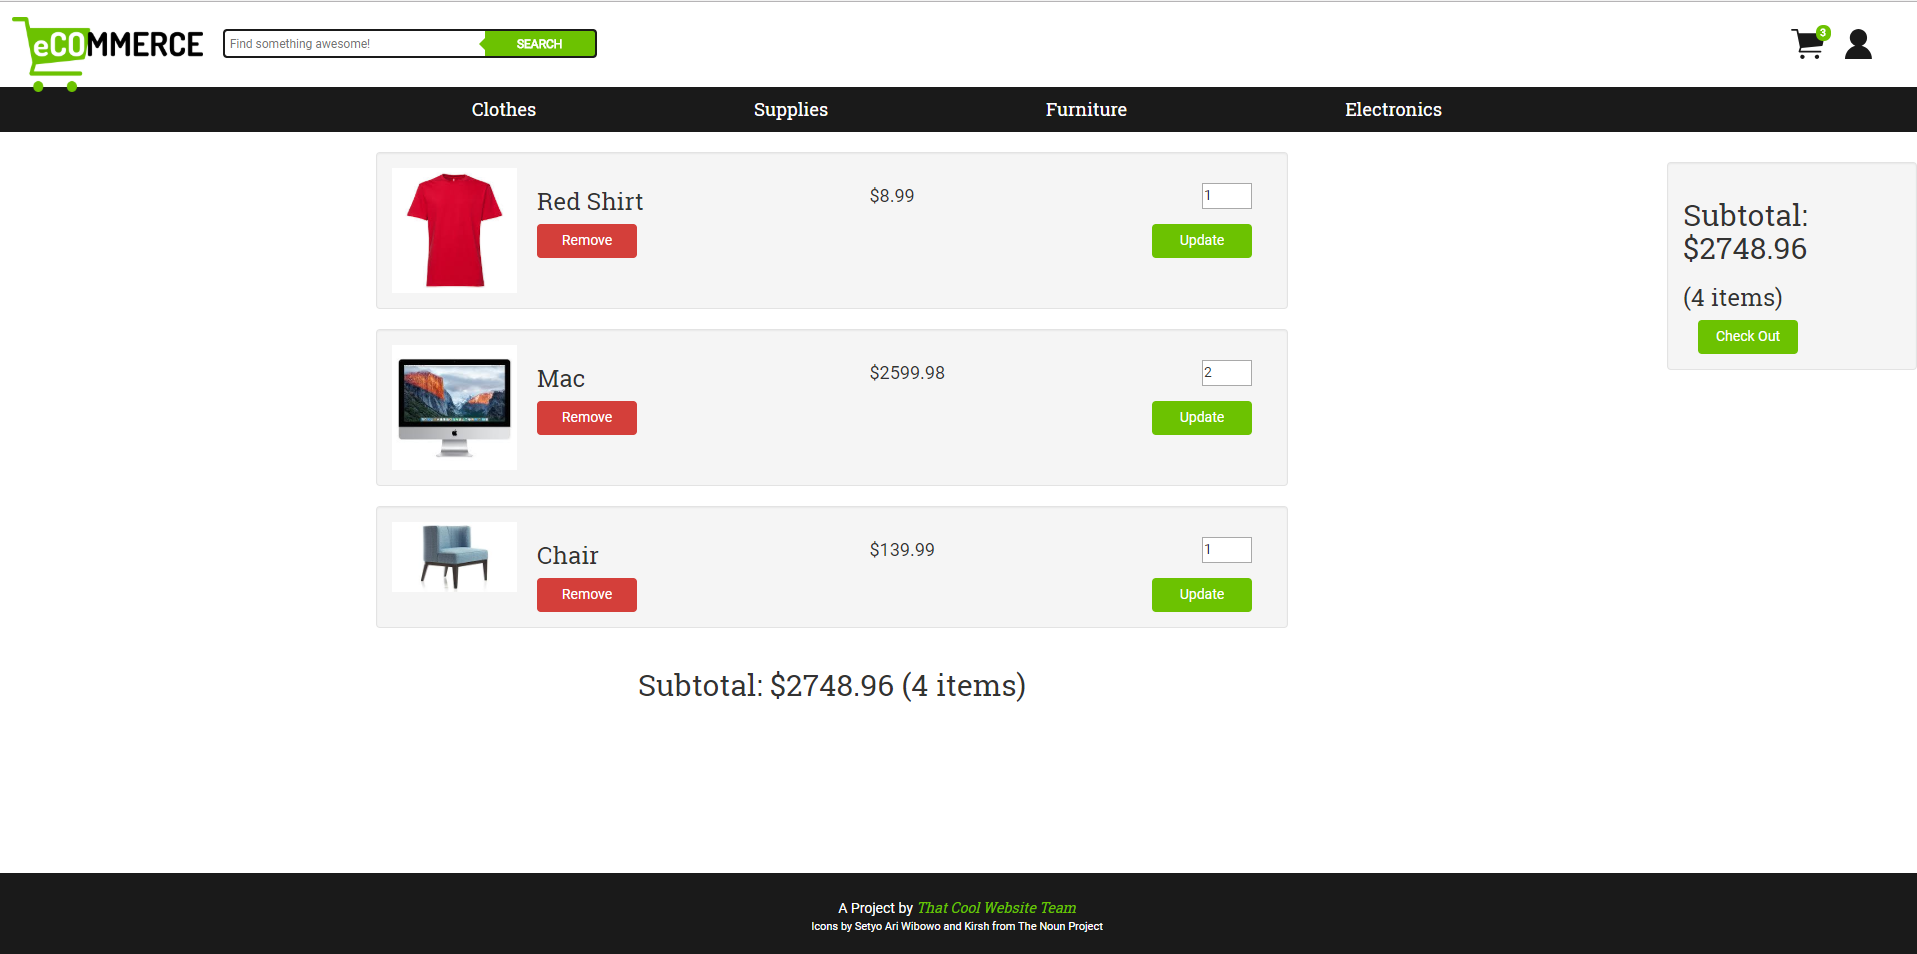 eCOMMERCE
Find something awesome!
SEARCH
3
Clothes Supplies Furniture Electronics
Red Shirt
$8.99
1
Remove
Update
Mac
$2599.98
2
Remove
Update
Chair
$139.99
1
Remove
Update
Subtotal: $2748.96 (4 items)
Subtotal:
$2748.96
(4 items)
Check Out
A Project by That Cool Website Team
Icons by Setyo Ari Wibowo and Kirsh from The Noun Project